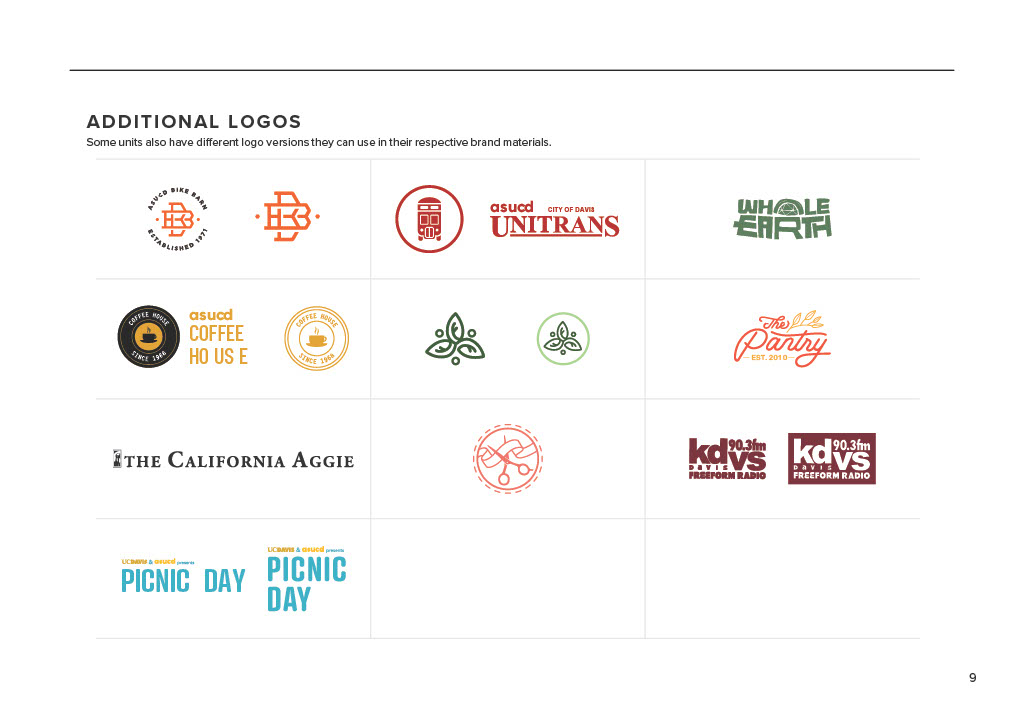 ADDITIONAL LOGOS
Some units also have different logo versions they can use in their respective brand materials.
ASUCD BIKE BARN
BB
ESTABLISHED 1971
BB
asucd CITY OF DAVIS
UNITRANS
WHOLE
EARTH
COFFEE HOUSE
SINCE 1968
asucd
COFFEE
HO US E
COFFEE HOUSE
SINCE 1968
The
Pantry
EST. 2010
THE CALIFORNIA AGGIE
kdvs 90.3fm
DAVIS
FREEFORM RADIO
kdvs 90.3fm
DAVIS
FREEFORM RADIO
UCDAVIS & asucd presents
PICNIC DAY
UCDAVIS & asucd presents
PICNIC
DAY
9